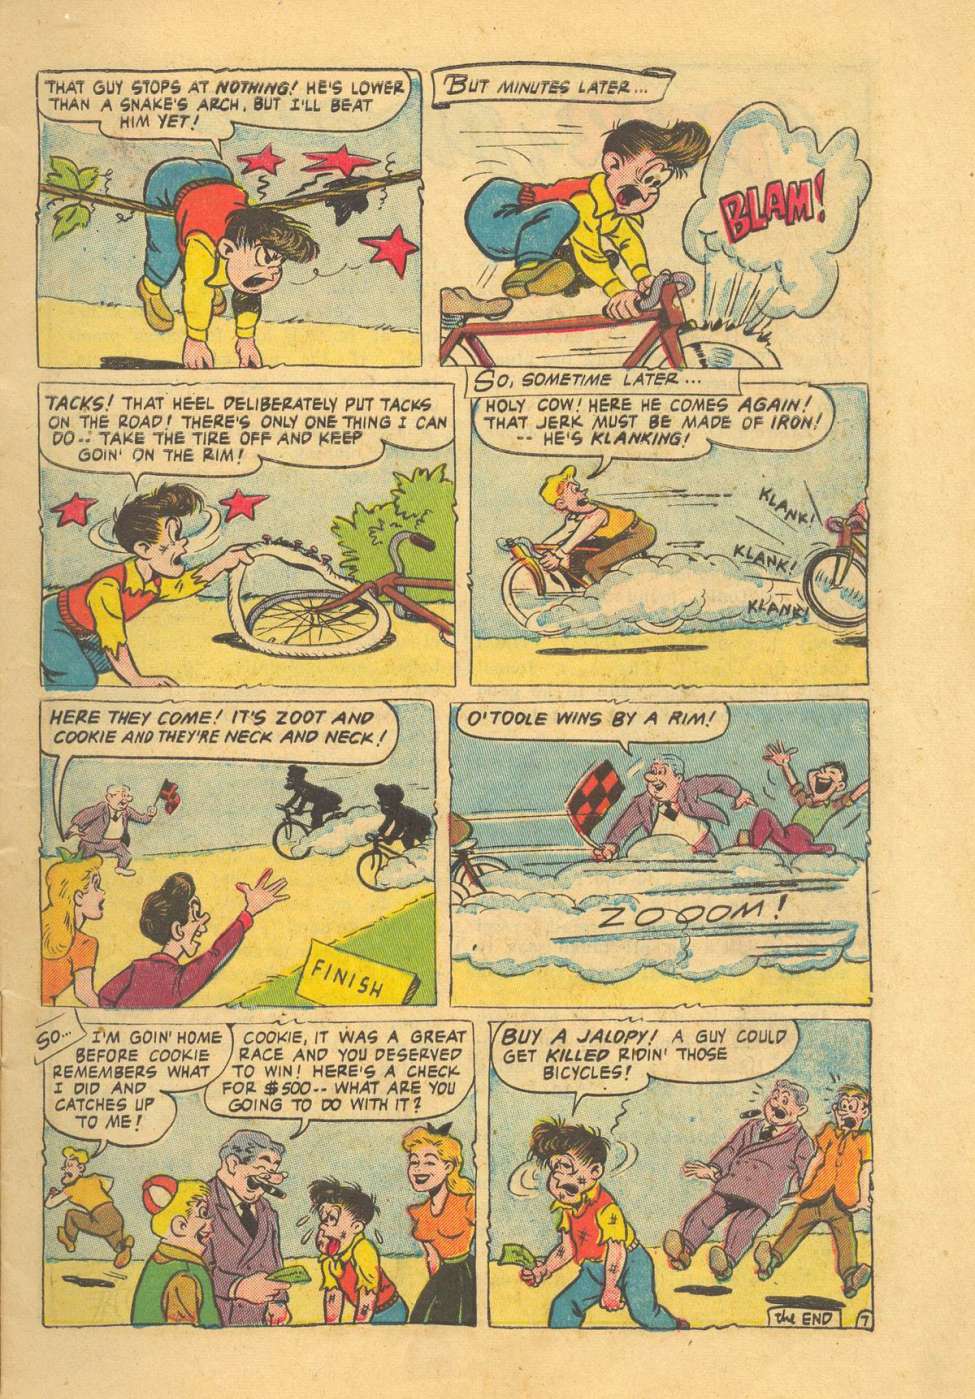 THAT GUY STOPS AT NOTHING! HE'S LOWER
THAN A SNAKE'S ARCH, BUT I'LL BEAT
HIM YET!
BUT MINUTES LATER...
BLAM!
TACKS! THAT HEEL DELIBERATELY PUT TACKS
ON THE ROAD! THERE'S ONLY ONE THING I CAN
DO-- TAKE THE TIRE OFF AND KEEP
GOIN' ON THE RIM!
SO, SOMETIME LATER...
HOLY COW! HERE HE COMES AGAIN!
THAT JERK MUST BE MADE OF IRON!
-- HE'S KLANKING!
KLANK!
KLANK!
KLANK!
HERE THEY COME! IT'S ZOOT AND
COOKIE AND THEY'RE NECK AND NECK!
FINISH
O'TOOLE WINS BY A RIM!
ZOOOM!
SO...
I'M GOIN' HOME
BEFORE COOKIE
REMEMBERS WHAT
I DID AND
CATCHES UP
TO ME!
COOKIE, IT WAS A GREAT
RACE AND YOU DESERVED
TO WIN! HERE'S A CHECK
FOR $500-- WHAT ARE YOU
GOING TO DO WITH IT?
BUY A JALOPY! A GUY COULD
GET KILLED RIDIN' THOSE
BICYCLES!
the END
7